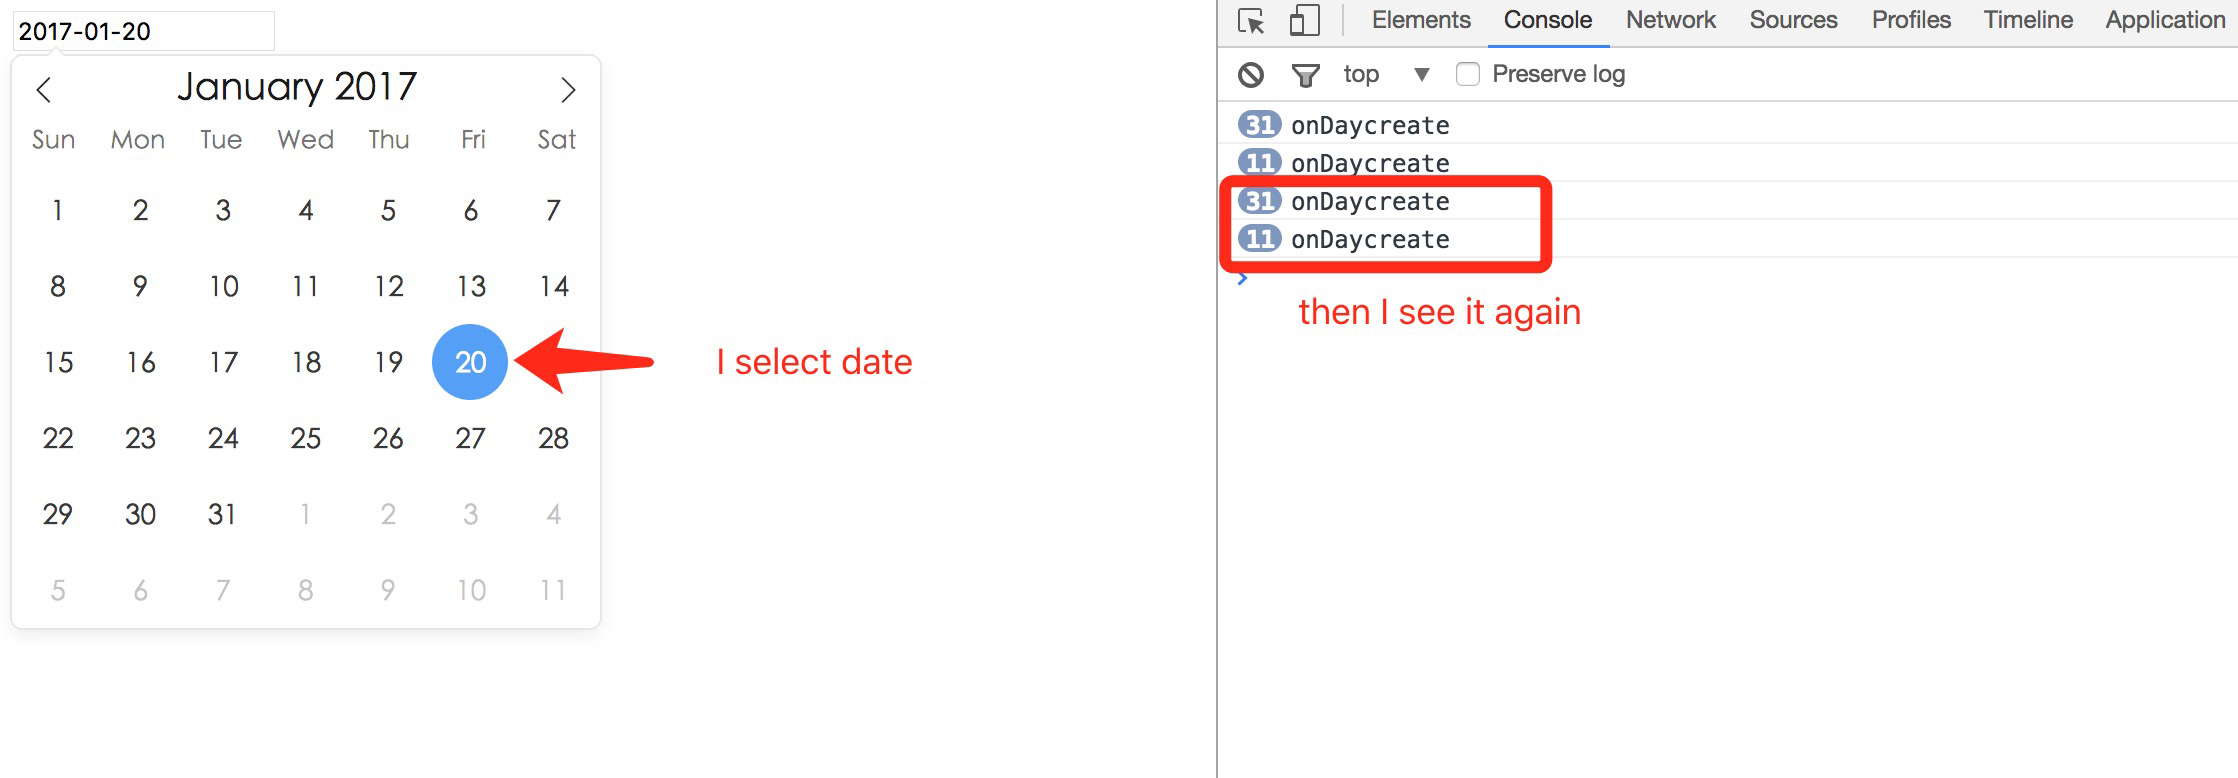 2017-01-20
January 2017
Sun Mon Tue Wed Thu Fri Sat
1 2 3 4 5 6 7
8 9 10 11 12 13 14
15 16 17 18 19 20 21
22 23 24 25 26 27 28
29 30 31 1 2 3 4
5 6 7 8 9 10 11
I select date
Elements Console Network Sources Profiles Timeline Application
top Preserve log
31 onDaycreate
11 onDaycreate
31 onDaycreate
11 onDaycreate
then I see it again